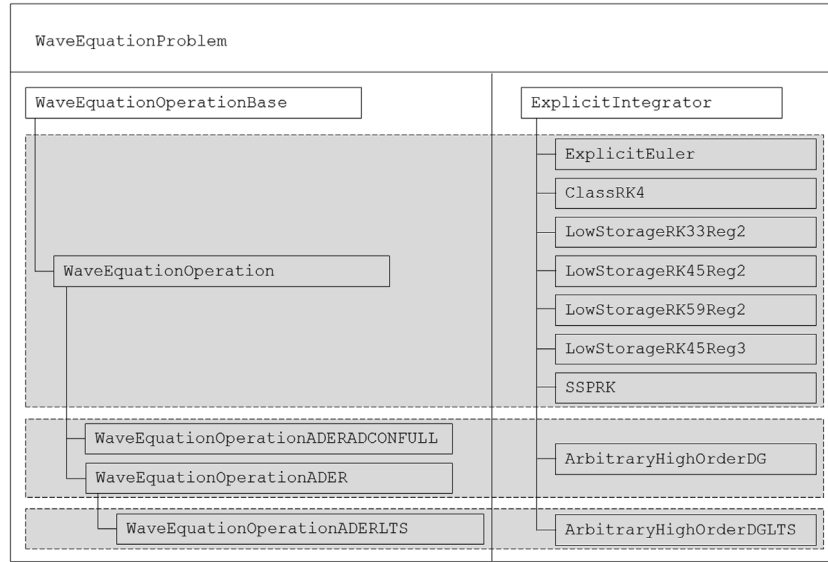 WaveEquationProblem
WaveEquationOperationBase
ExplicitIntegrator
ExplicitEuler
ClassRK4
LowStorageRK33Reg2
WaveEquationOperation
LowStorageRK45Reg2
LowStorageRK59Reg2
LowStorageRK45Reg3
SSPRK
WaveEquationOperationADERADCONFULL
ArbitraryHighOrderDG
WaveEquationOperationADER
WaveEquationOperationADERLTS
ArbitraryHighOrderDGLTS